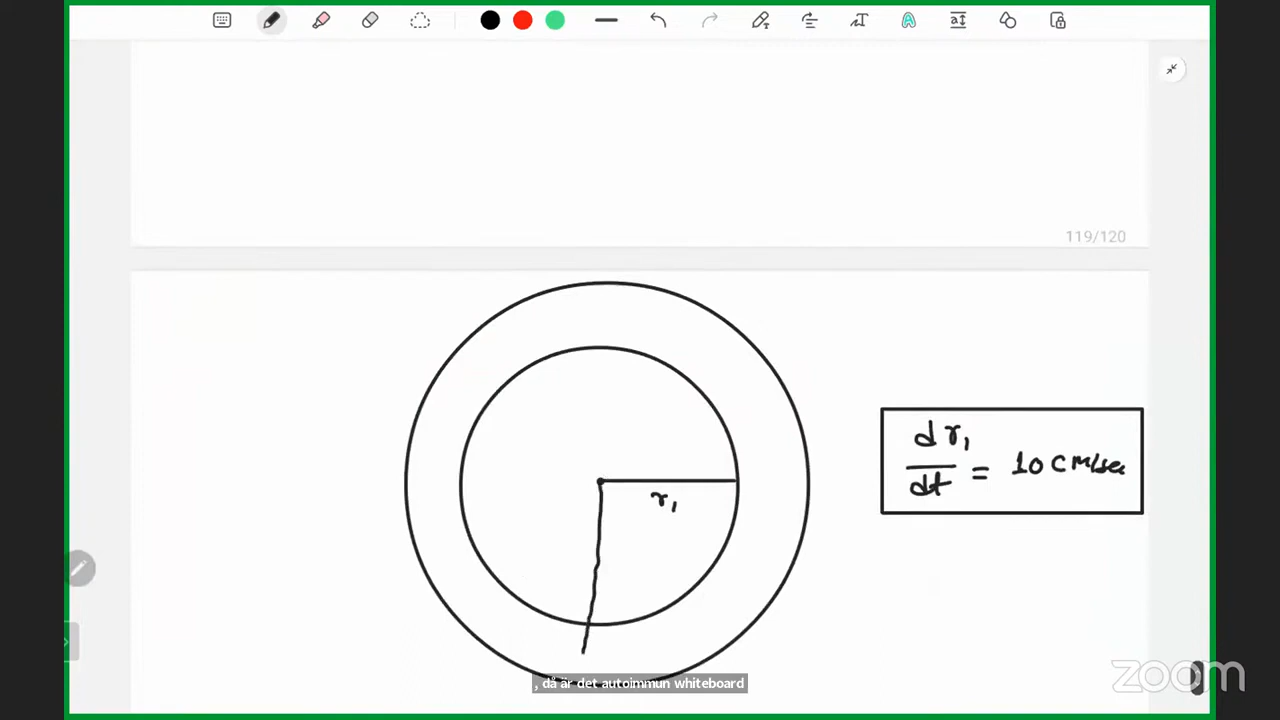 A
a
119/120
dr₁
dt
= 10 cm/sec
r₁
, då är det autoimmun whiteboard
zoom